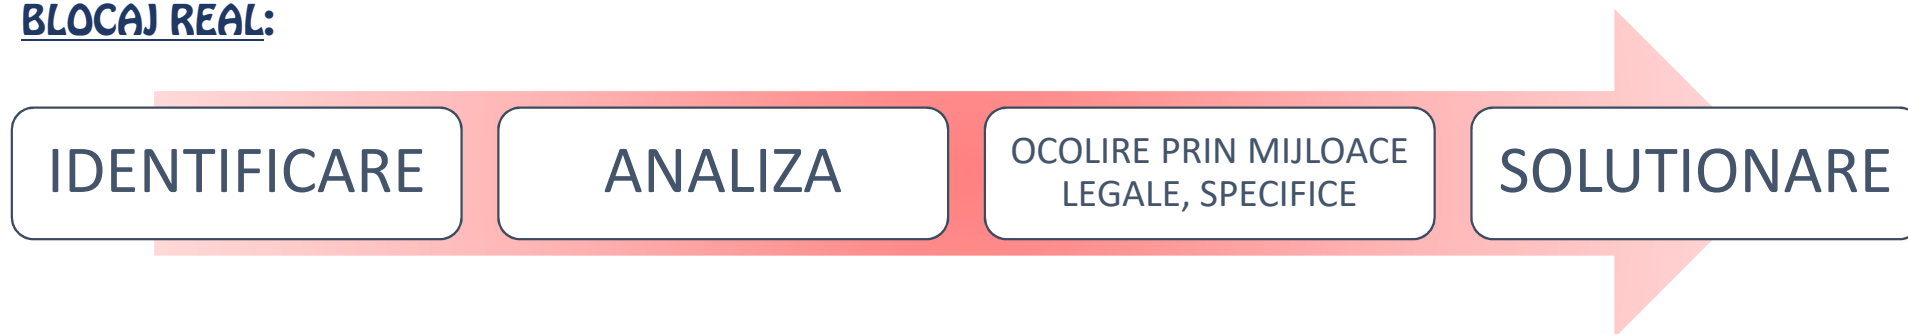 BLOCAJ REAL:
IDENTIFICARE
ANALIZA
OCOLIRE PRIN MIJLOACE
LEGALE, SPECIFICE
SOLUTIONARE